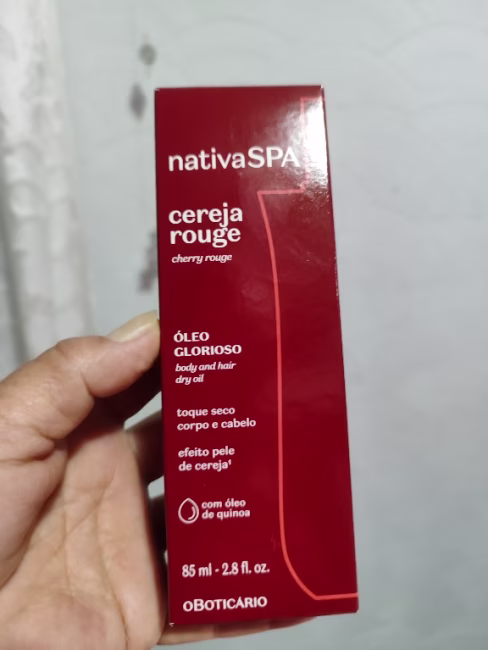 nativaSPA
cereja
rouge
cherry rouge
ÓLEO
GLORIOSO
body and hair
dry oil
toque seco
corpo e cabelo
efeito pele
de cereja¹
com óleo
de quinoa
85 ml - 2.8 fl. oz.
oBOTICÁRIO